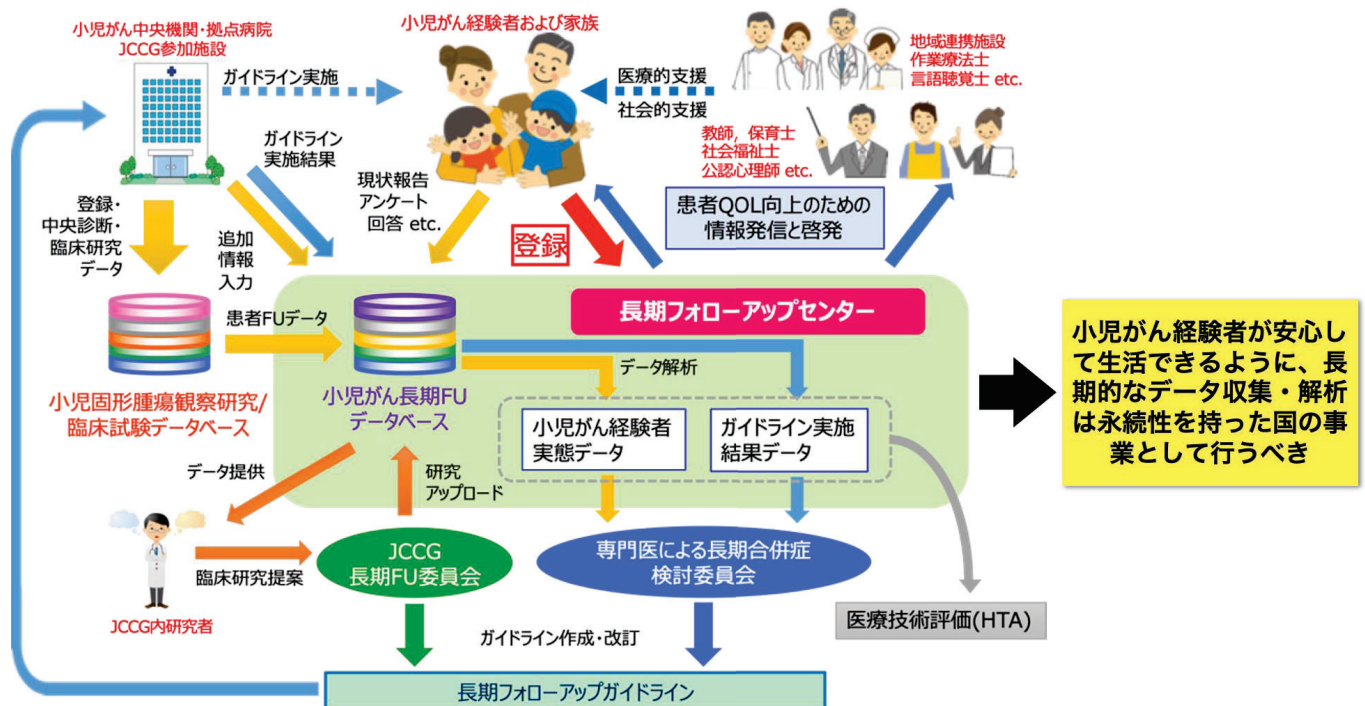 小児がん中央機関・拠点病院
JCCG参加施設
小児がん経験者および家族
地域連携施設
作業療法士
言語聴覚士 etc.
ガイドライン実施
医療的支援
社会的支援
教師，保育士
社会福祉士
公認心理師 etc.
ガイドライン
実施結果
現状報告
アンケート
回答 etc.
登録・
中央診断・
臨床研究
データ
追加
情報
入力
登録
患者QOL向上のための
情報発信と啓発
長期フォローアップセンター
患者FUデータ
データ解析
小児固形腫瘍観察研究/
臨床試験データベース
小児がん長期FU
データベース
小児がん経験者
実態データ
ガイドライン実施
結果データ
小児がん経験者が安心し
て生活できるように、長
期的なデータ収集・解析
は永続性を持った国の事
業として行うべき
データ提供
研究
アップロード
臨床研究提案
JCCG内研究者
JCCG
長期FU委員会
専門医による長期合併症
検討委員会
医療技術評価(HTA)
ガイドライン作成・改訂
長期フォローアップガイドライン